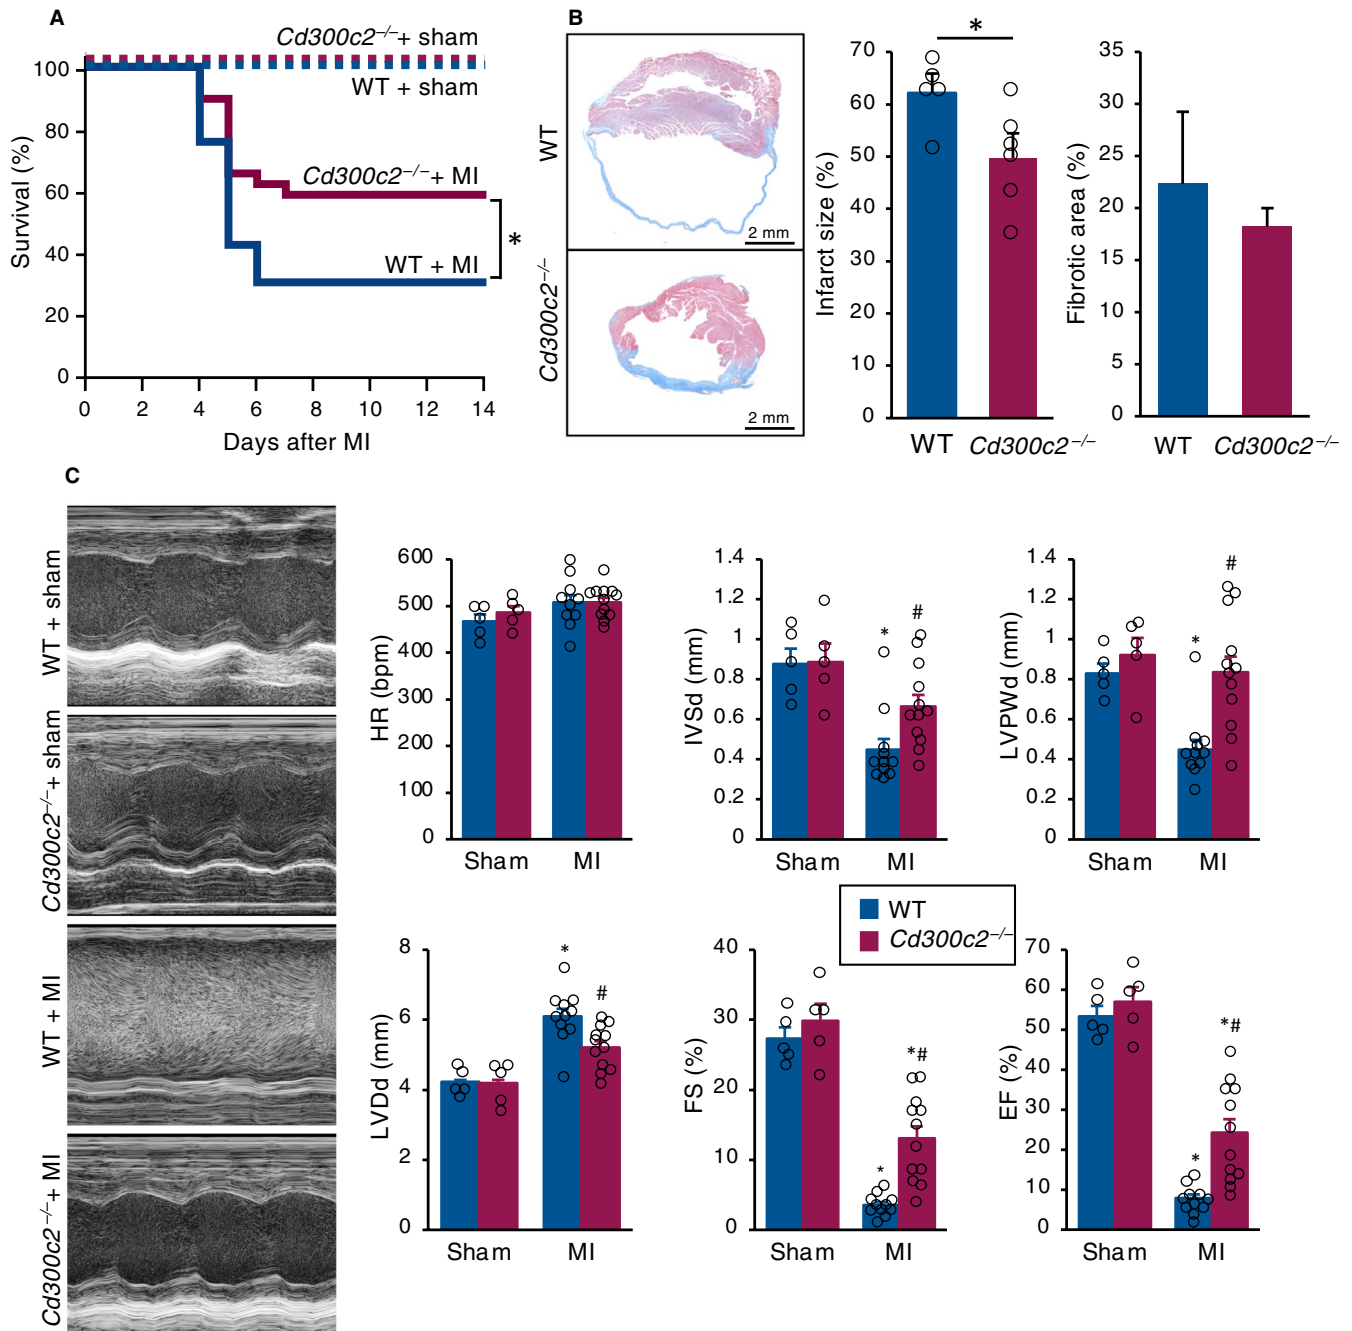 A
Cd300c2–/–+ sham
WT + sham
Cd300c2–/–+ MI
WT + MI
*
Survival (%)
100
80
60
40
20
0
0 2 4 6 8 10 12 14
Days after MI
B
WT
2 mm
Cd300c2–/–
2 mm
*
Infarct size (%)
70
60
50
40
30
20
10
0
WT Cd300c2–/–
Fibrotic area (%)
35
30
25
20
15
10
5
0
WT Cd300c2–/–
C
WT + sham
Cd300c2–/–+ sham
WT + MI
Cd300c2–/–+ MI
HR (bpm)
600
500
400
300
200
100
0
Sham MI
IVSd (mm)
1.4
1.2
1
0.8
0.6
0.4
0.2
0
* #
Sham MI
LVPWd (mm)
1.4
1.2
1
0.8
0.6
0.4
0.2
0
* #
Sham MI
WT
Cd300c2–/–
LVDd (mm)
8
6
4
2
0
* #
Sham MI
FS (%)
40
30
20
10
0
* *#
Sham MI
EF (%)
70
60
50
40
30
20
10
0
* *#
Sham MI